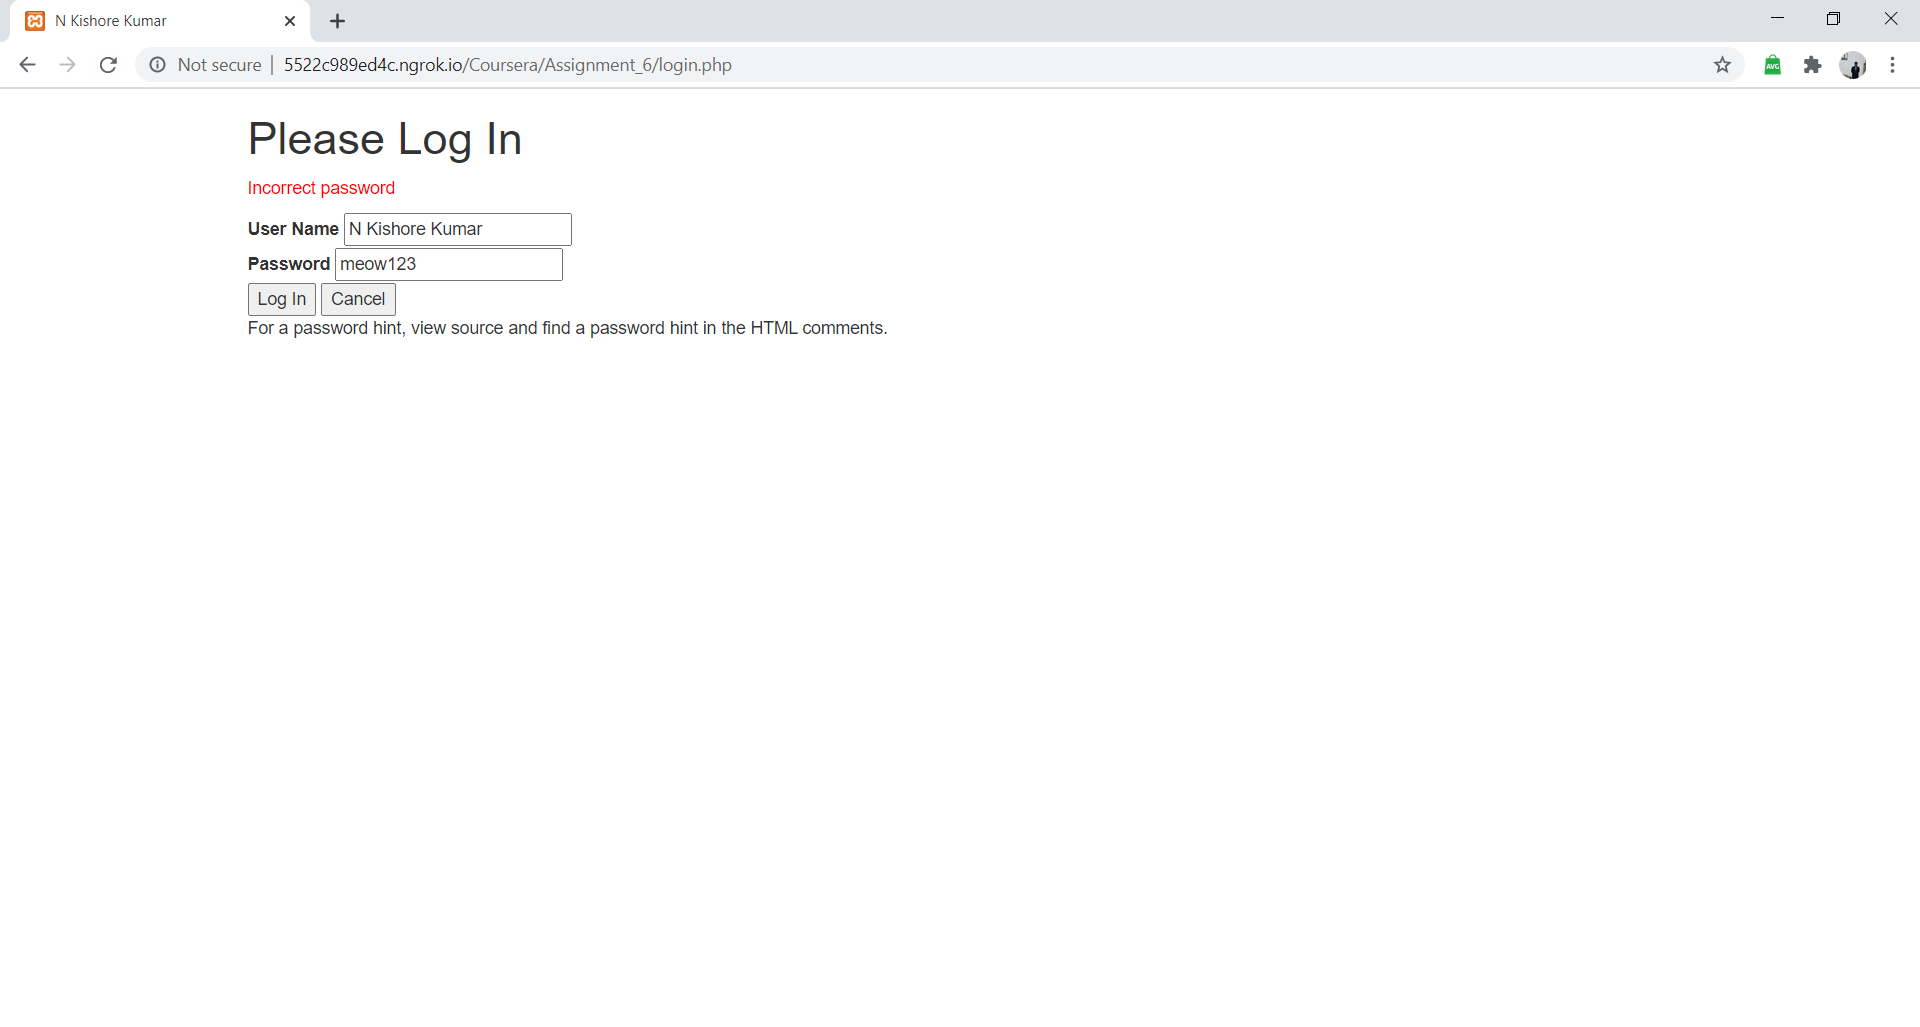 N Kishore Kumar
Not secure | 5522c989ed4c.ngrok.io/Coursera/Assignment_6/login.php
AVG
Please Log In
Incorrect password
User Name N Kishore Kumar
Password meow123
Log In Cancel
For a password hint, view source and find a password hint in the HTML comments.